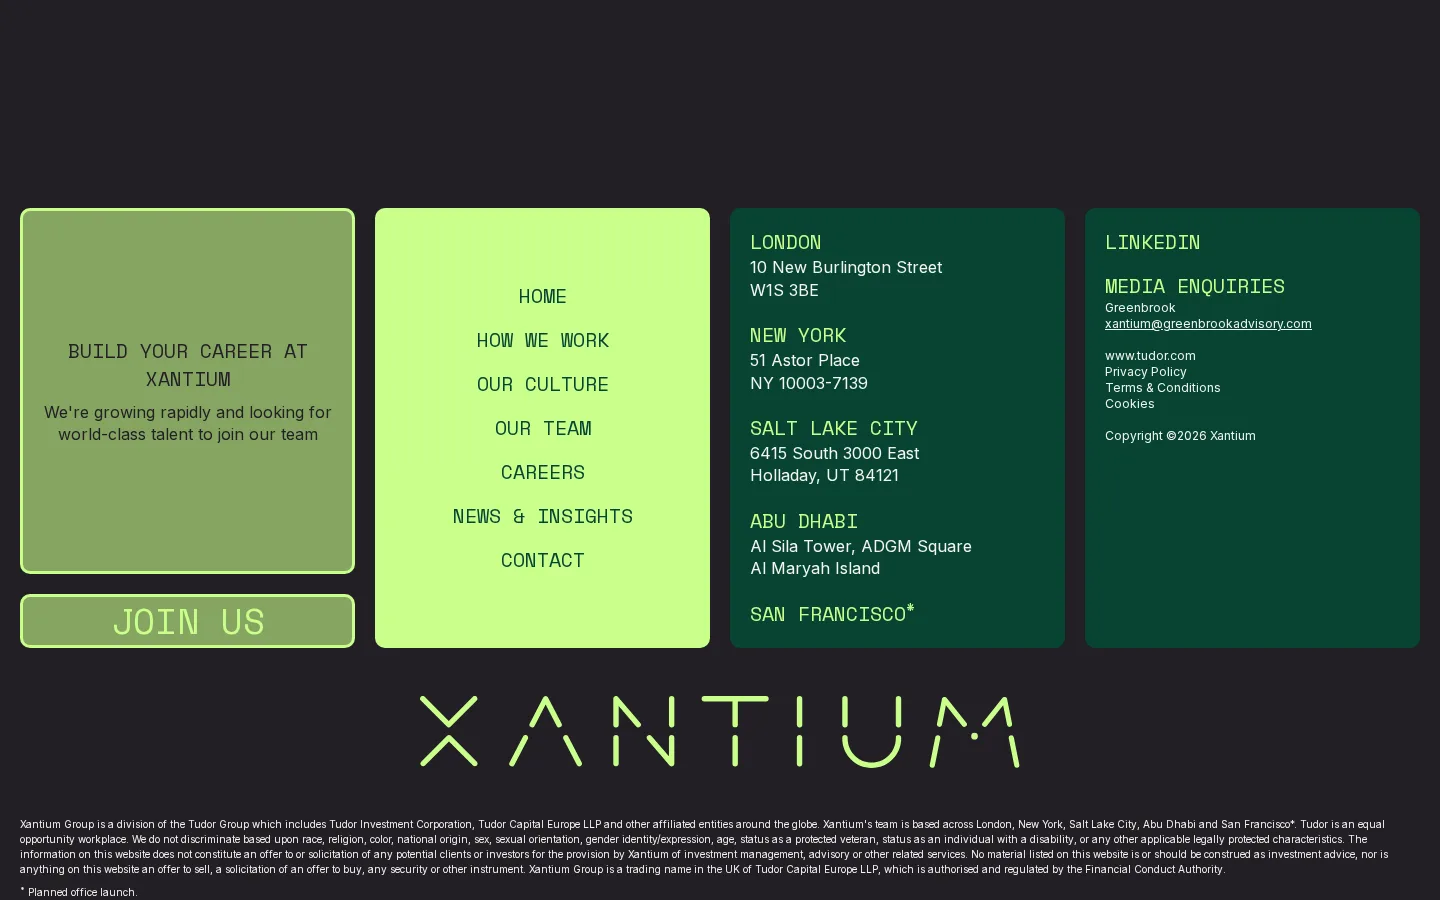 BUILD YOUR CAREER AT
XANTIUM
We're growing rapidly and looking for
world-class talent to join our team
JOIN US
HOME
HOW WE WORK
OUR CULTURE
OUR TEAM
CAREERS
NEWS & INSIGHTS
CONTACT
LONDON
10 New Burlington Street
W1S 3BE
NEW YORK
51 Astor Place
NY 10003-7139
SALT LAKE CITY
6415 South 3000 East
Holladay, UT 84121
ABU DHABI
Al Sila Tower, ADGM Square
Al Maryah Island
SAN FRANCISCO*
LINKEDIN
MEDIA ENQUIRIES
Greenbrook
xantium@greenbrookadvisory.com
www.tudor.com
Privacy Policy
Terms & Conditions
Cookies
Copyright ©2026 Xantium
XANTIUM
Xantium Group is a division of the Tudor Group which includes Tudor Investment Corporation, Tudor Capital Europe LLP and other affiliated entities around the globe. Xantium's team is based across London, New York, Salt Lake City, Abu Dhabi and San Francisco*. Tudor is an equal
opportunity workplace. We do not discriminate based upon race, religion, color, national origin, sex, sexual orientation, gender identity/expression, age, status as a protected veteran, status as an individual with a disability, or any other applicable legally protected characteristics. The
information on this website does not constitute an offer to or solicitation of any potential clients or investors for the provision by Xantium of investment management, advisory or other related services. No material listed on this website is or should be construed as investment advice, nor is
anything on this website an offer to sell, a solicitation of an offer to buy, any security or other instrument. Xantium Group is a trading name in the UK of Tudor Capital Europe LLP, which is authorised and regulated by the Financial Conduct Authority.
* Planned office launch.